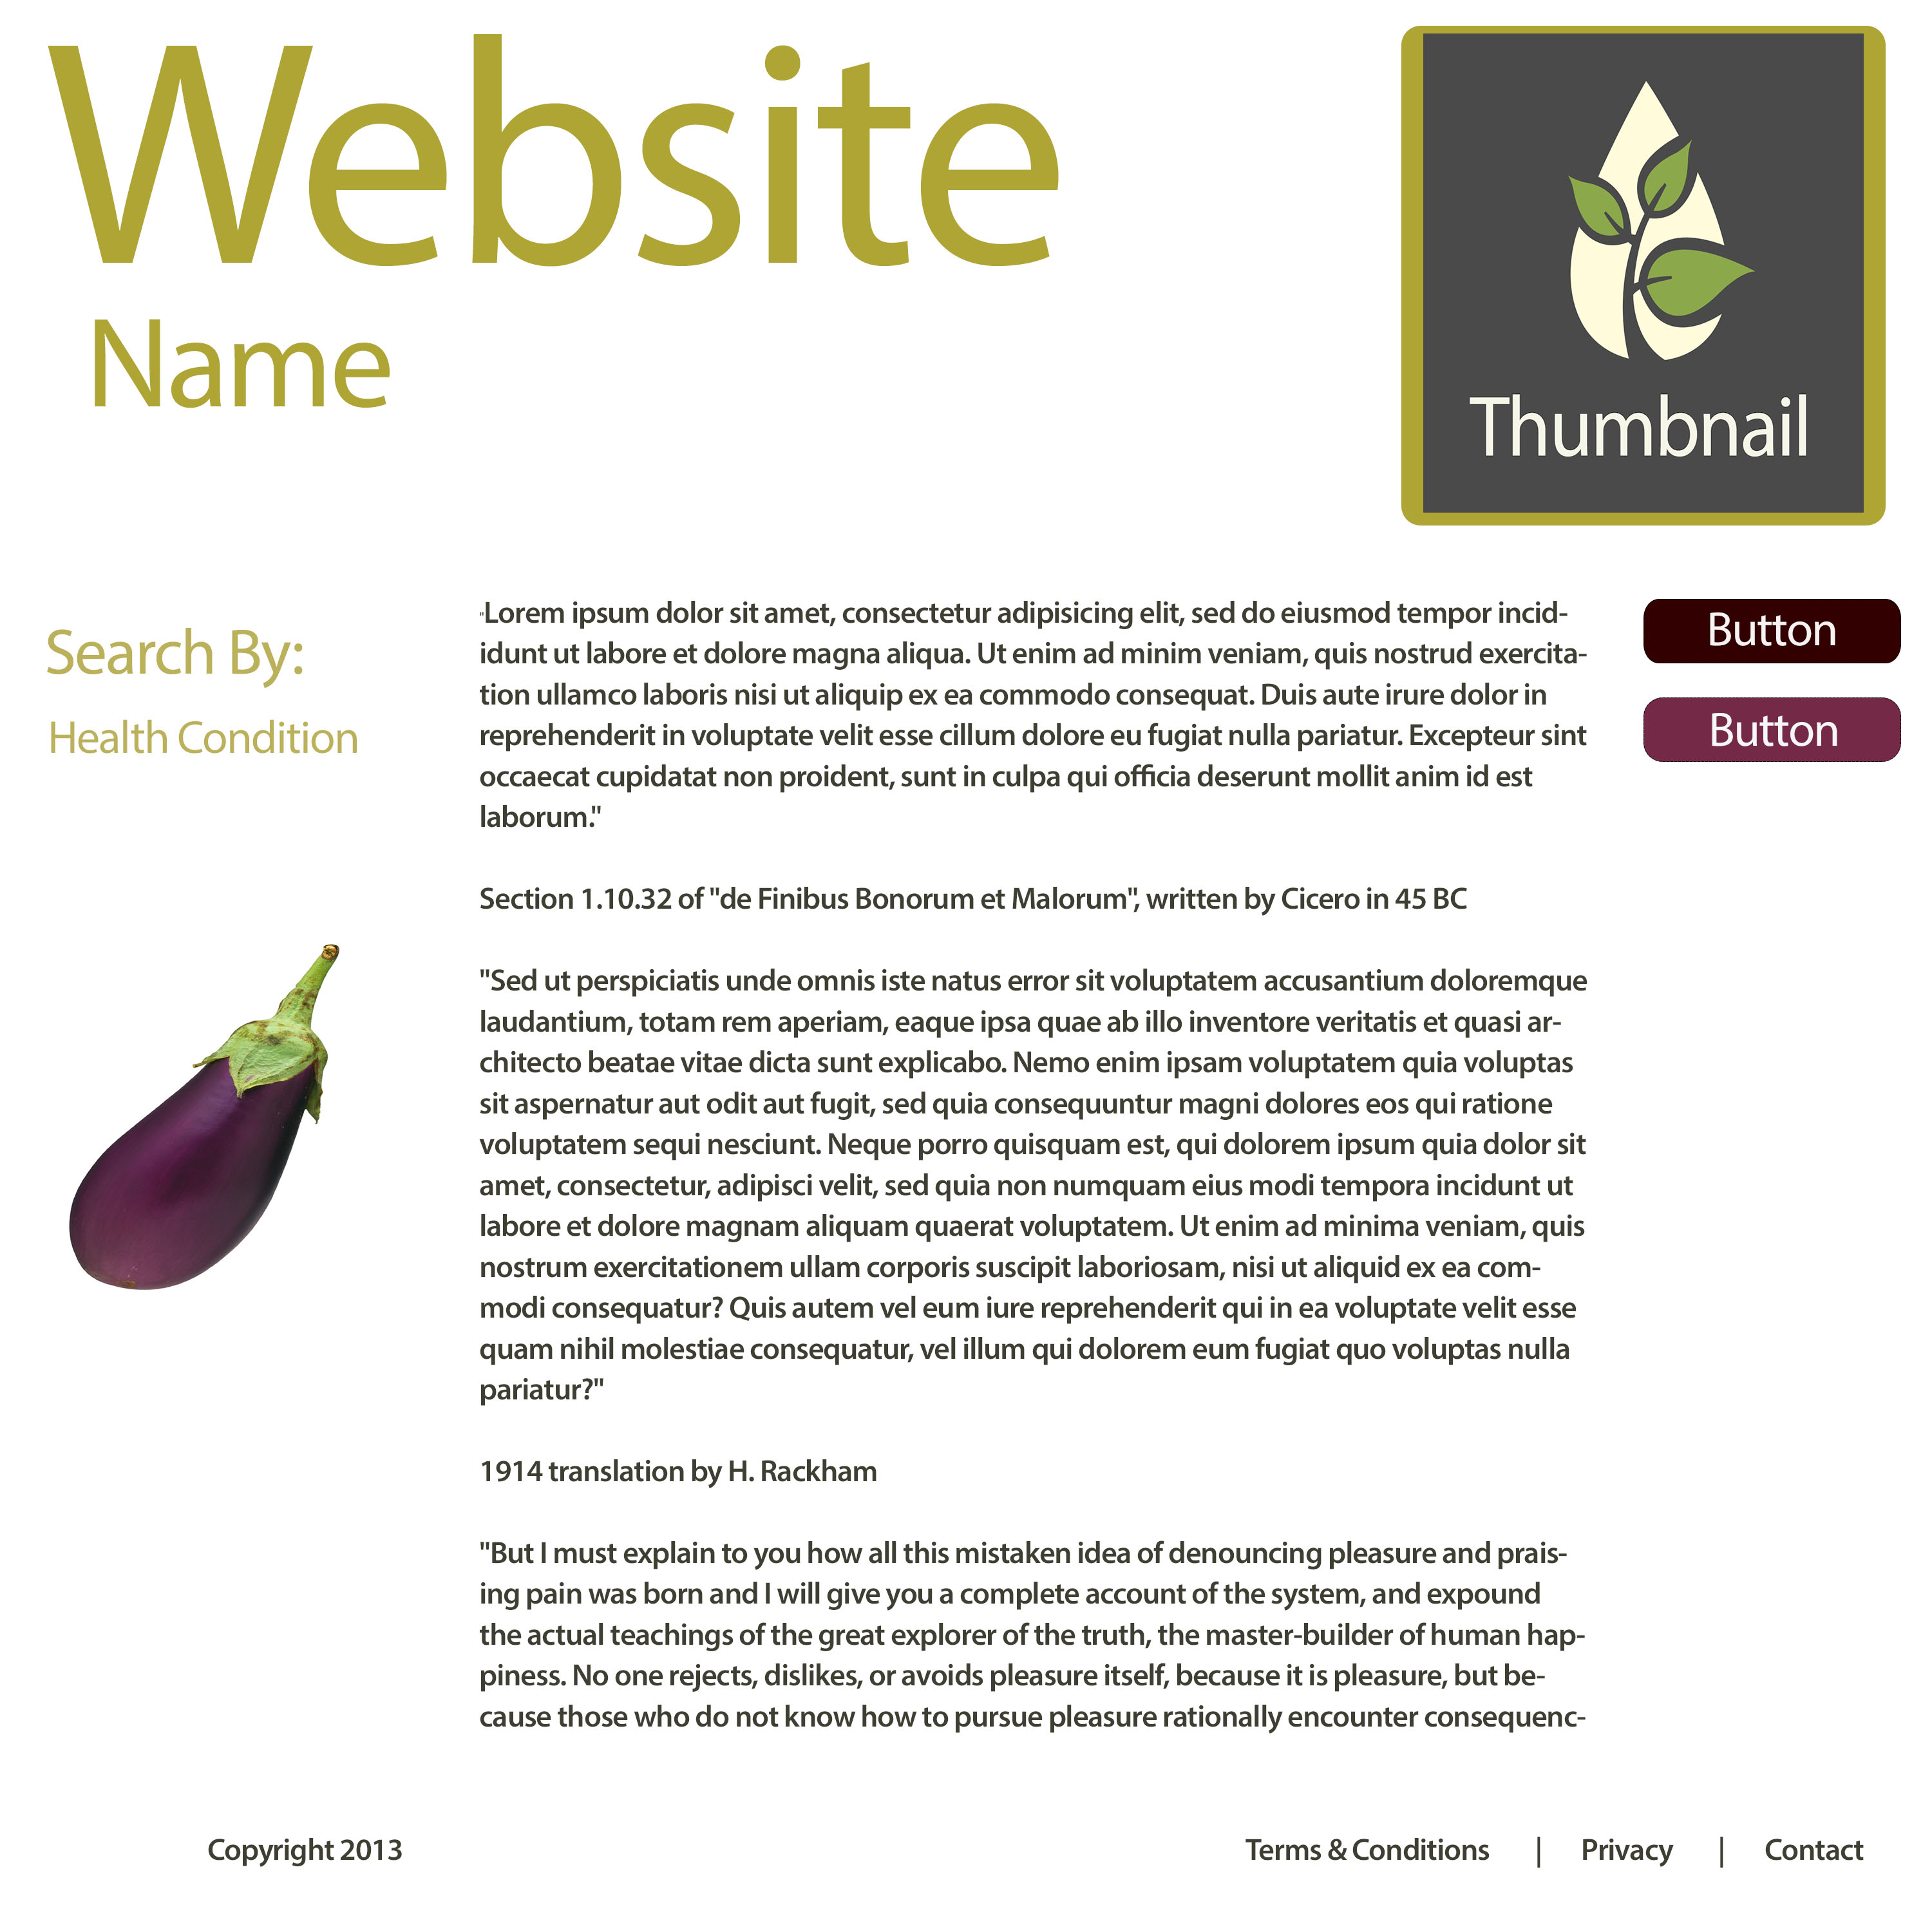 Website
Name
Thumbnail
Search By:
Health Condition
"Lorem ipsum dolor sit amet, consectetur adipisicing elit, sed do eiusmod tempor incid-
idunt ut labore et dolore magna aliqua. Ut enim ad minim veniam, quis nostrud exercita-
tion ullamco laboris nisi ut aliquip ex ea commodo consequat. Duis aute irure dolor in
reprehenderit in voluptate velit esse cillum dolore eu fugiat nulla pariatur. Excepteur sint
occaecat cupidatat non proident, sunt in culpa qui officia deserunt mollit anim id est
laborum."
Section 1.10.32 of "de Finibus Bonorum et Malorum", written by Cicero in 45 BC
"Sed ut perspiciatis unde omnis iste natus error sit voluptatem accusantium doloremque
laudantium, totam rem aperiam, eaque ipsa quae ab illo inventore veritatis et quasi ar-
chitecto beatae vitae dicta sunt explicabo. Nemo enim ipsam voluptatem quia voluptas
sit aspernatur aut odit aut fugit, sed quia consequuntur magni dolores eos qui ratione
voluptatem sequi nesciunt. Neque porro quisquam est, qui dolorem ipsum quia dolor sit
amet, consectetur, adipisci velit, sed quia non numquam eius modi tempora incidunt ut
labore et dolore magnam aliquam quaerat voluptatem. Ut enim ad minima veniam, quis
nostrum exercitationem ullam corporis suscipit laboriosam, nisi ut aliquid ex ea com-
modi consequatur? Quis autem vel eum iure reprehenderit qui in ea voluptate velit esse
quam nihil molestiae consequatur, vel illum qui dolorem eum fugiat quo voluptas nulla
pariatur?"
1914 translation by H. Rackham
"But I must explain to you how all this mistaken idea of denouncing pleasure and prais-
ing pain was born and I will give you a complete account of the system, and expound
the actual teachings of the great explorer of the truth, the master-builder of human hap-
piness. No one rejects, dislikes, or avoids pleasure itself, because it is pleasure, but be-
cause those who do not know how to pursue pleasure rationally encounter consequenc-
Button
Button
Copyright 2013
Terms & Conditions | Privacy | Contact